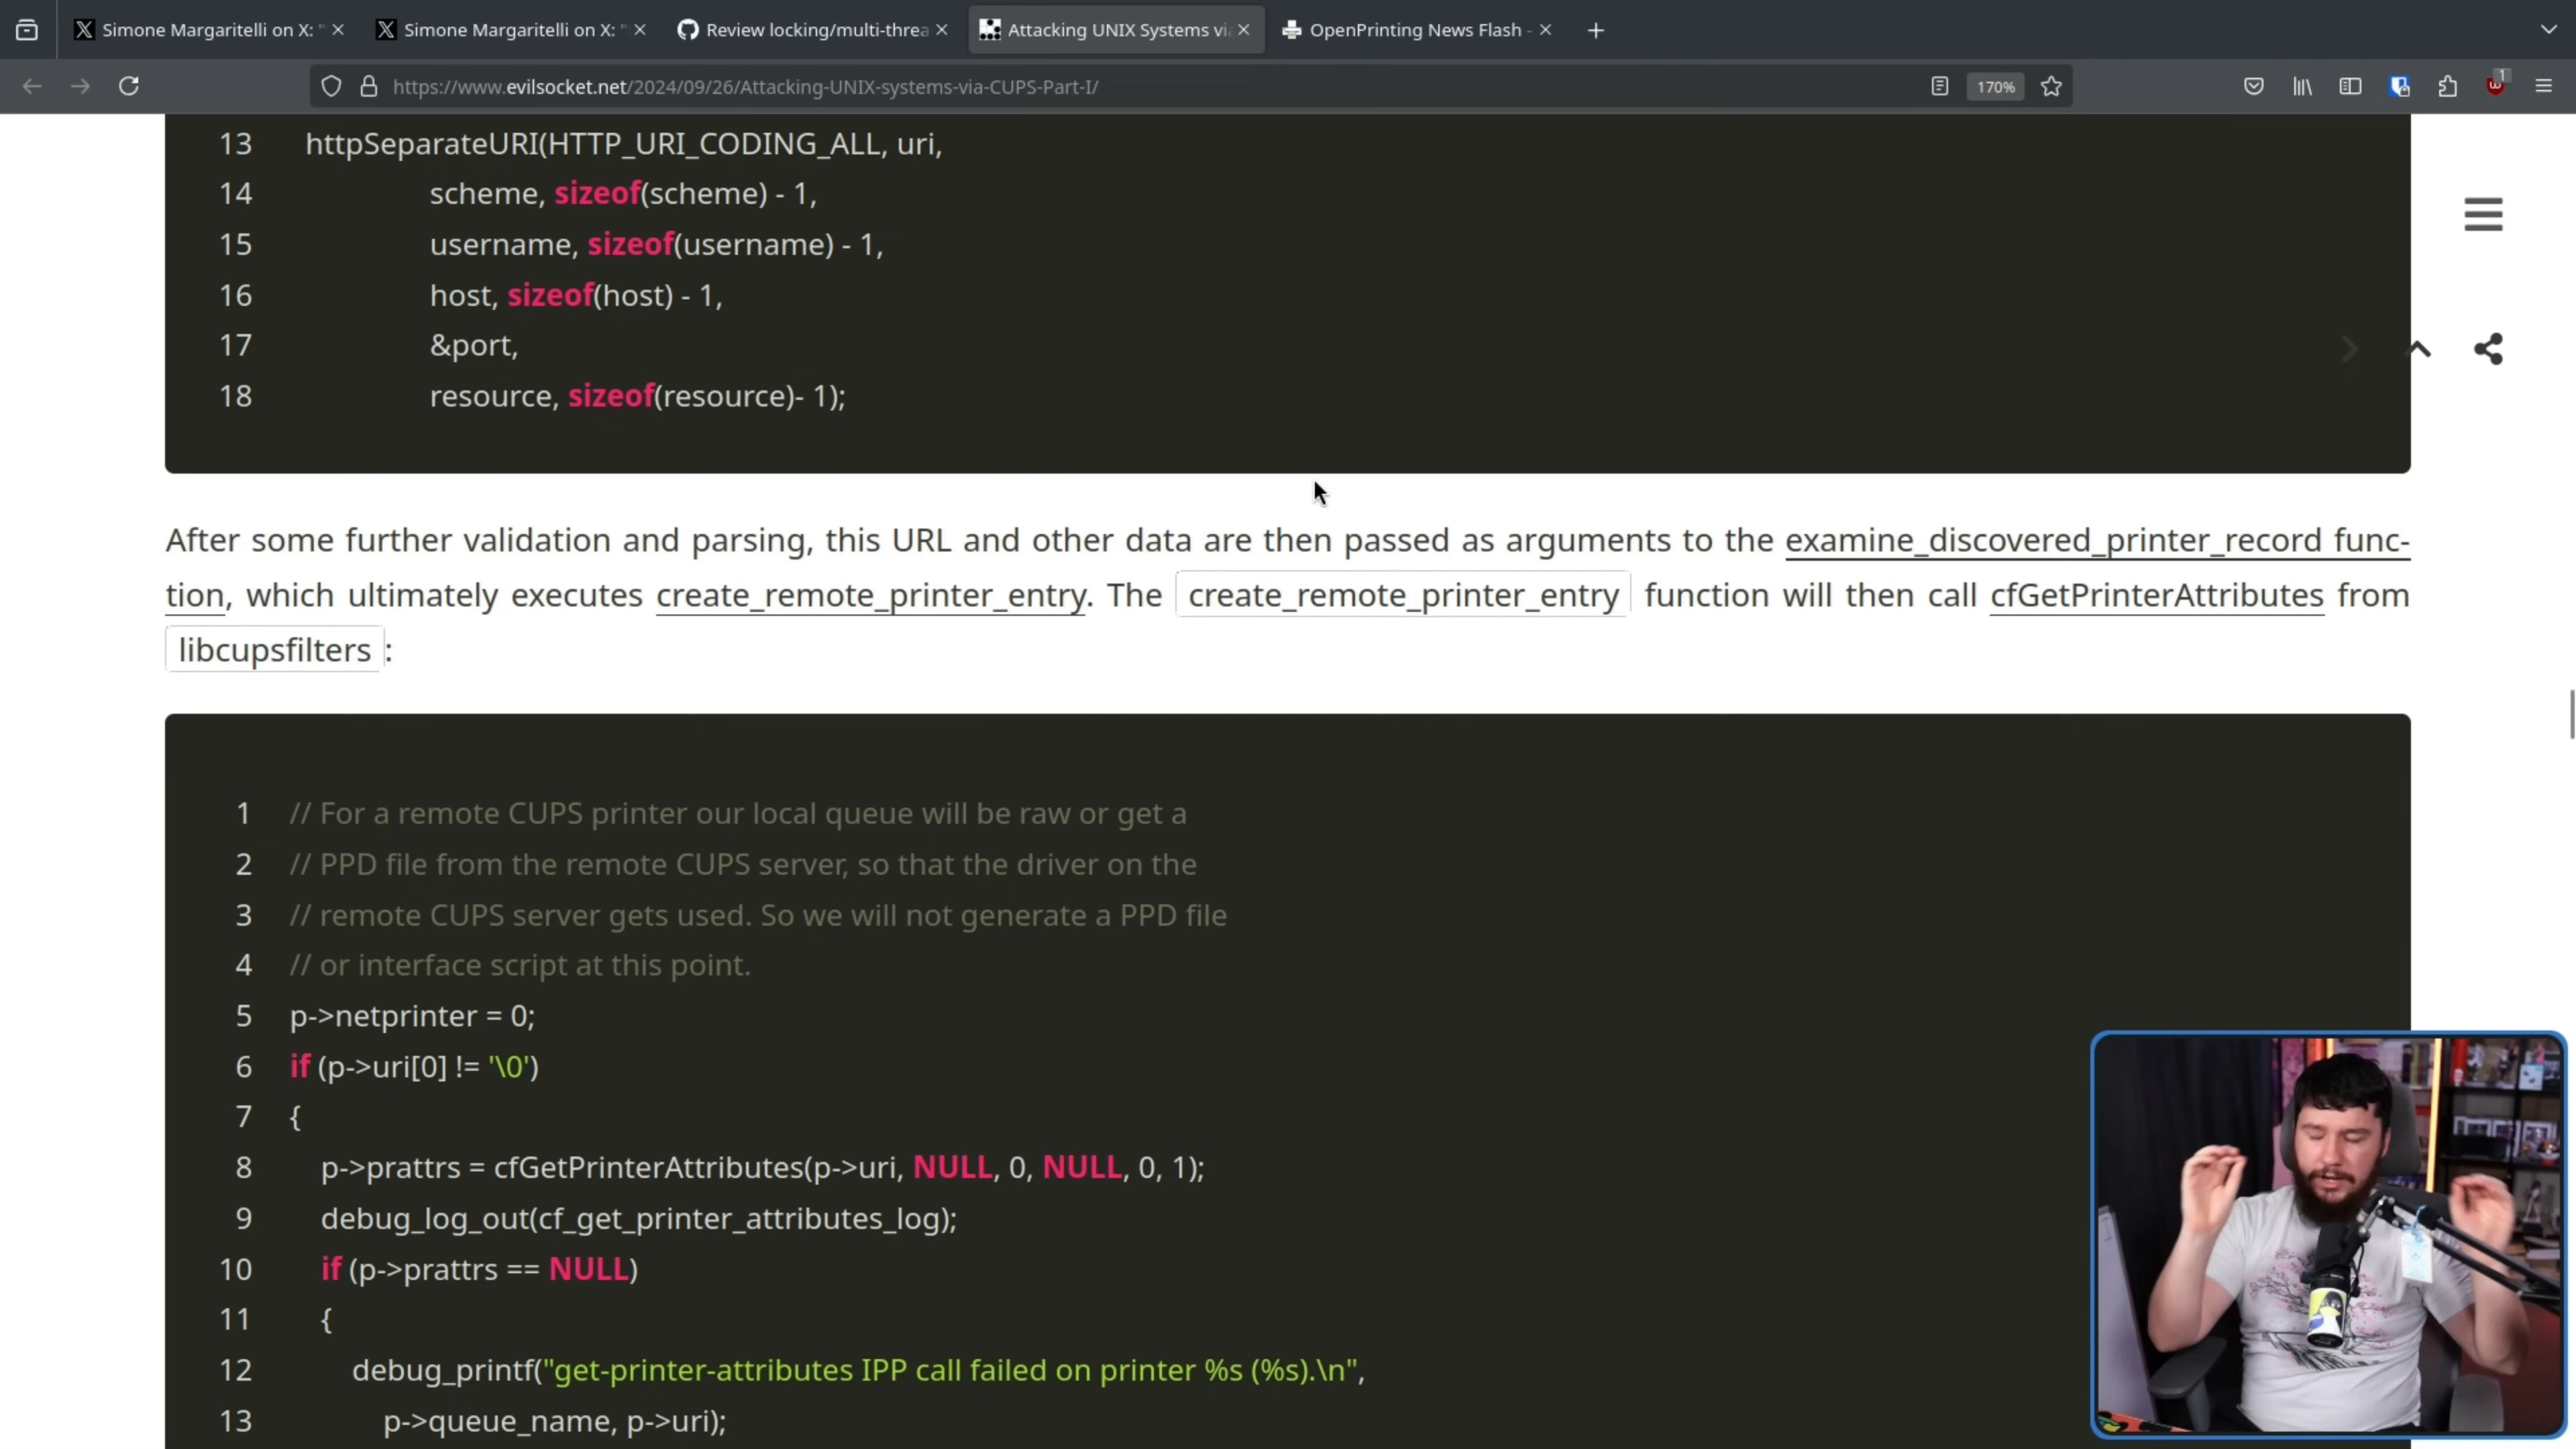 Simone Margaritelli on X: "
Simone Margaritelli on X: "
Review locking/multi-threa
Attacking UNIX Systems via
OpenPrinting News Flash -
https://www.evilsocket.net/2024/09/26/Attacking-UNIX-systems-via-CUPS-Part-I/
170%
1
13 httpSeparateURI(HTTP_URI_CODING_ALL, uri,
14 scheme, sizeof(scheme) - 1,
15 username, sizeof(username) - 1,
16 host, sizeof(host) - 1,
17 &port,
18 resource, sizeof(resource)- 1);
After some further validation and parsing, this URL and other data are then passed as arguments to the examine_discovered_printer_record func-
tion, which ultimately executes create_remote_printer_entry. The create_remote_printer_entry function will then call cfGetPrinterAttributes from
libcupsfilters :
1 // For a remote CUPS printer our local queue will be raw or get a
2 // PPD file from the remote CUPS server, so that the driver on the
3 // remote CUPS server gets used. So we will not generate a PPD file
4 // or interface script at this point.
5 p->netprinter = 0;
6 if (p->uri[0] != '\0')
7 {
8 p->prattrs = cfGetPrinterAttributes(p->uri, NULL, 0, NULL, 0, 1);
9 debug_log_out(cf_get_printer_attributes_log);
10 if (p->prattrs == NULL)
11 {
12 debug_printf("get-printer-attributes IPP call failed on printer %s (%s).\n",
13 p->queue_name, p->uri);